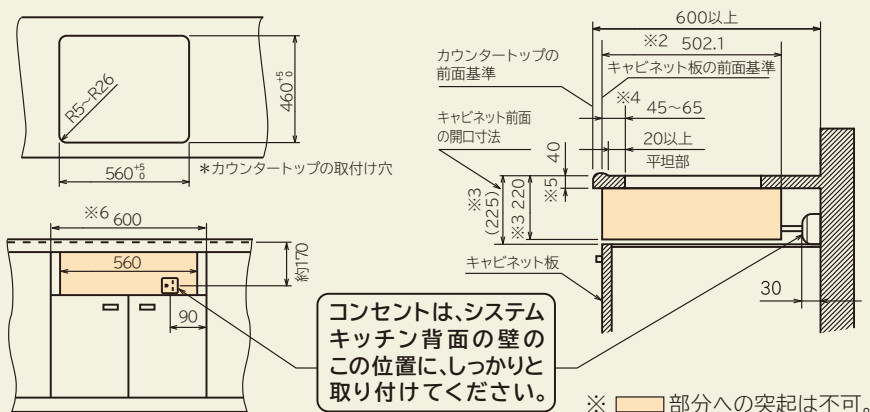 R5~R26
460+5 0
560+5 0
*カウンタートップの取付け穴
※6 600
560
約170
90
コンセントは、システム
キッチン背面の壁の
この位置に、しっかりと
取り付けてください。
600以上
※2 502.1
カウンタートップの
前面基準
キャビネット板の前面基準
※4
45~65
キャビネット前面
の開口寸法
20以上
平坦部
40
※5
※3
(225)
※3 220
キャビネット板
30
※ 部分への突起は不可。